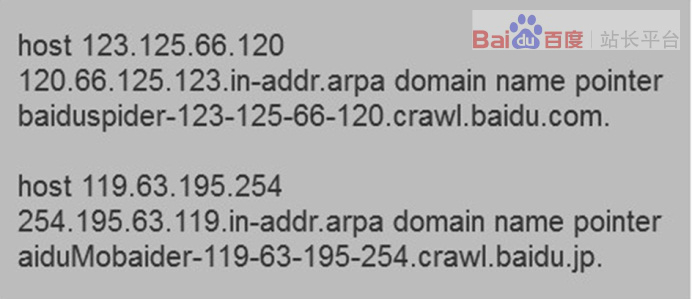 Bai du 百度 | 站长平台
host 123.125.66.120
120.66.125.123.in-addr.arpa domain name pointer
baiduspider-123-125-66-120.crawl.baidu.com.
host 119.63.195.254
254.195.63.119.in-addr.arpa domain name pointer
aiduMobaider-119-63-195-254.crawl.baidu.jp.